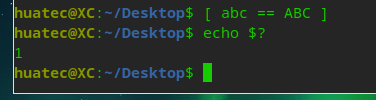 huatec@XC:~/Desktop$ [ abc == ABC ]
huatec@XC:~/Desktop$ echo $?
1
huatec@XC:~/Desktop$